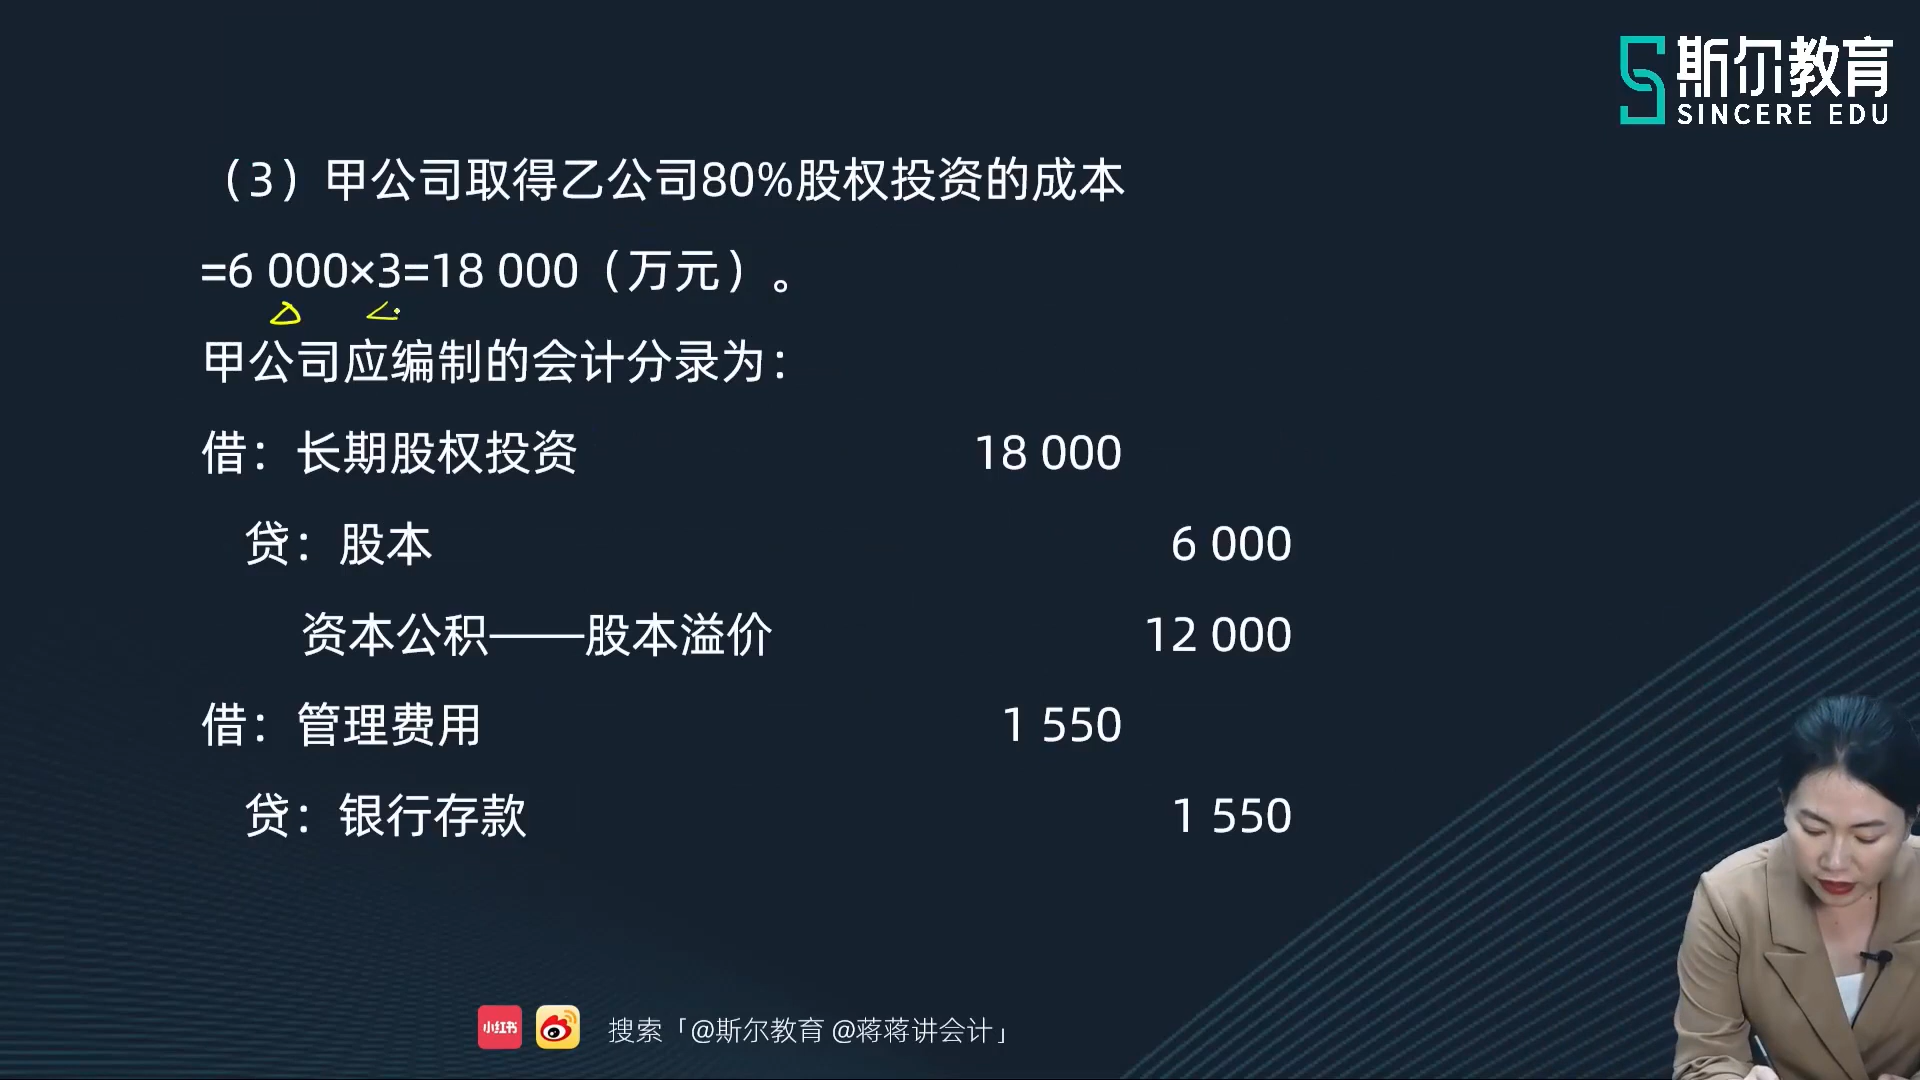 斯尔教育
SINCERE EDU
（3）甲公司取得乙公司80%股权投资的成本
=6 000×3=18 000（万元）。
甲公司应编制的会计分录为：
借：长期股权投资 18 000
贷：股本 6 000
资本公积——股本溢价 12 000
借：管理费用 1 550
贷：银行存款 1 550
小红书 搜索「@斯尔教育 @蒋蒋讲会计」